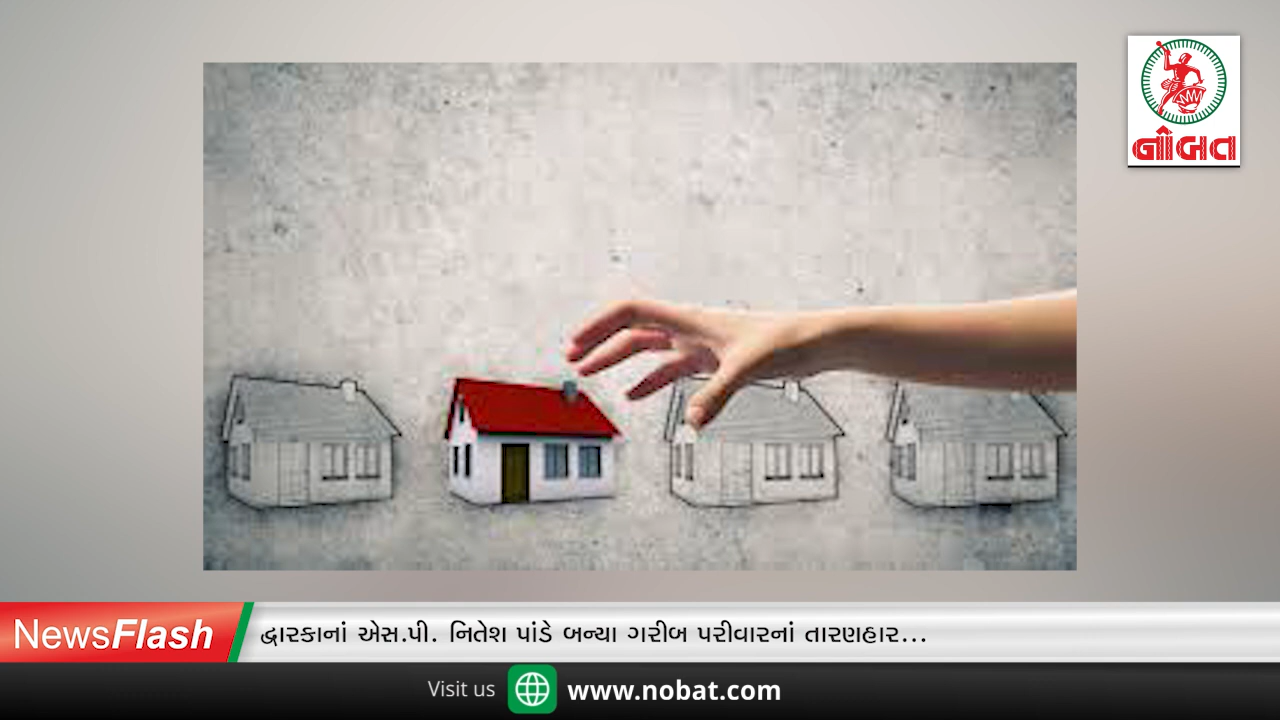 નોબત
NewsFlash
દ્વારકાનાં એસ.પી. નિતેશ પાંડે બન્યા ગરીબ પરીવારનાં તારણહાર...
Visit us www.nobat.com